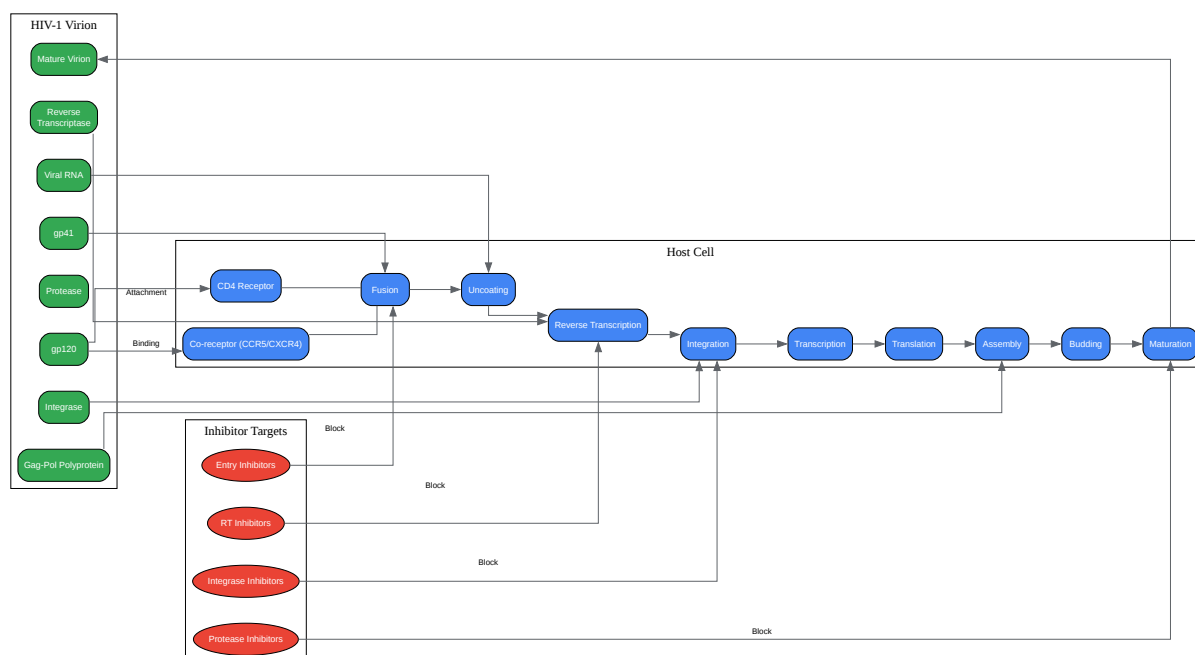 HIV-1 Virion
Mature Virion
Reverse
Transcriptase
Viral RNA
gp41
Protease
gp120
Integrase
Gag-Pol Polyprotein
Attachment
Binding
Host Cell
CD4 Receptor
Co-receptor (CCR5/CXCR4)
Fusion
Uncoating
Reverse Transcription
Integration
Transcription
Translation
Assembly
Budding
Maturation
Inhibitor Targets
Entry Inhibitors
RT Inhibitors
Integrase Inhibitors
Protease Inhibitors
Block
Block
Block
Block